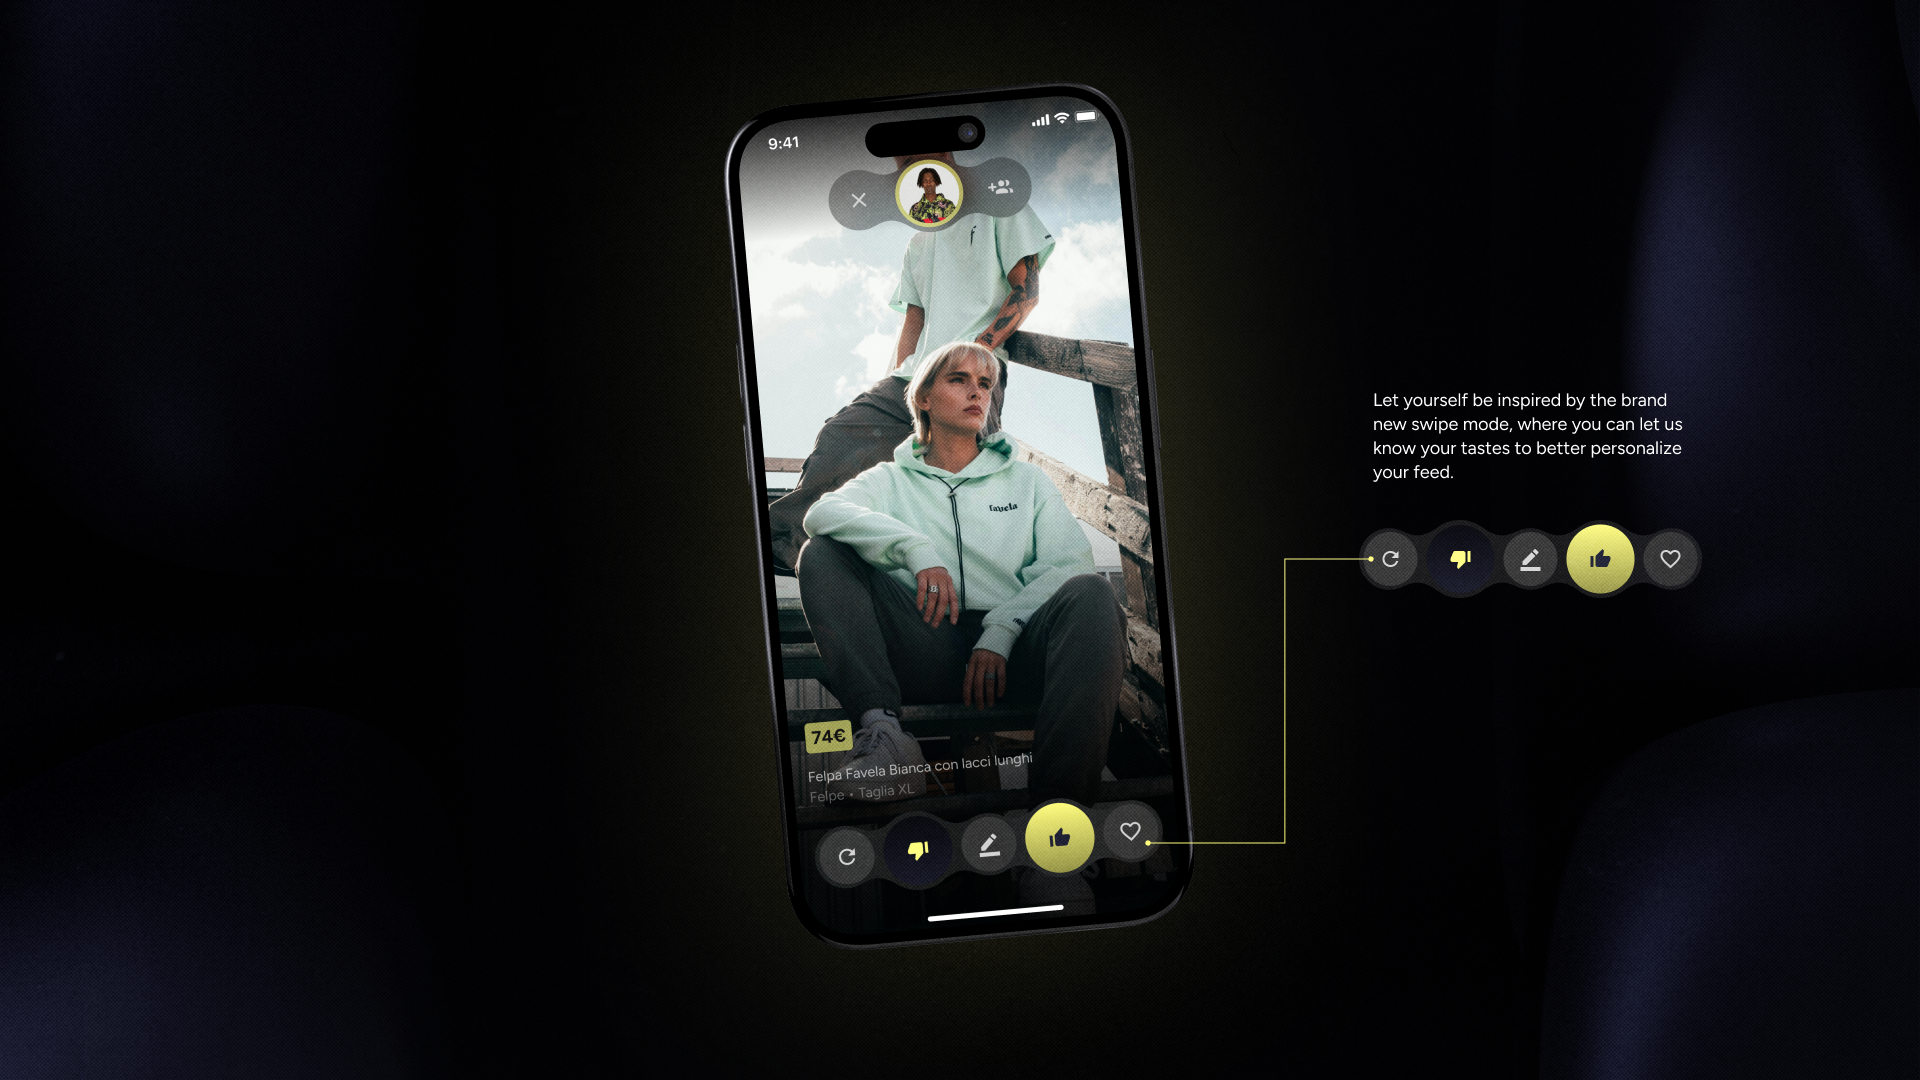 9:41
f
favela
74€
Felpa Favela Bianca con lacci lunghi
Felpe • Taglia XL
Let yourself be inspired by the brand
new swipe mode, where you can let us
know your tastes to better personalize
your feed.